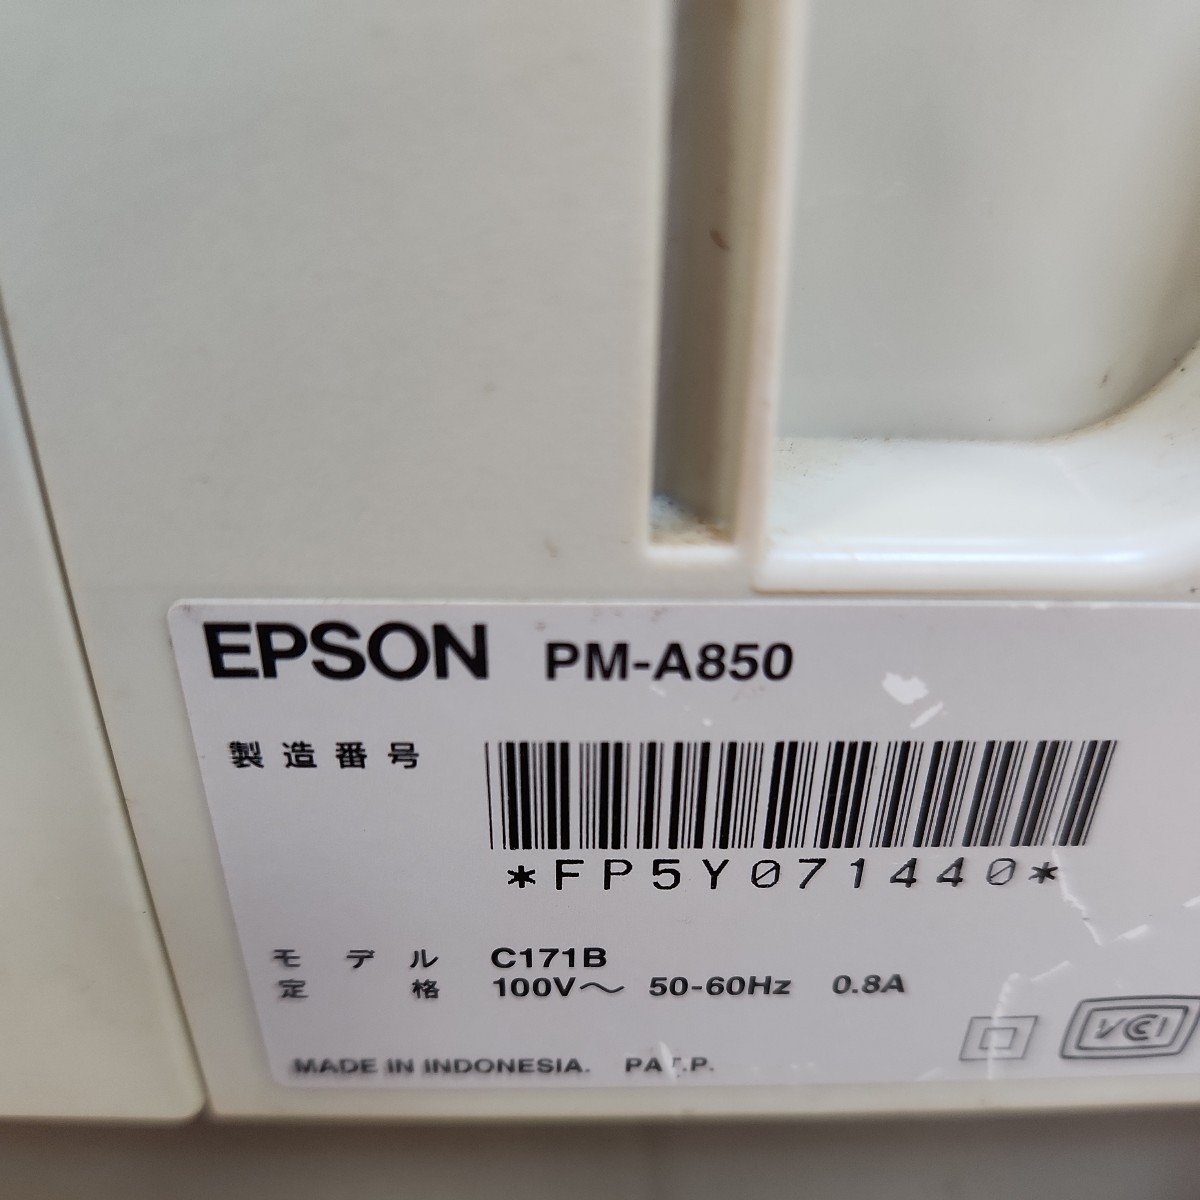 EPSON PM-A850
製造番号
*FP5Y071440*
モデル C171B
定格 100V～ 50-60Hz 0.8A
VCCI
MADE IN INDONESIA. PAT.P.